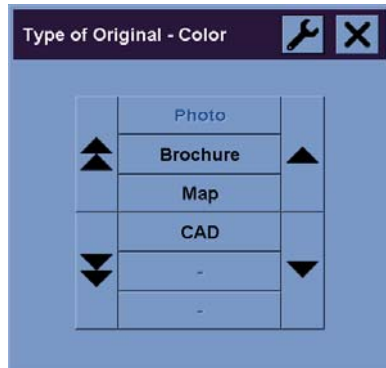 Type of Original - Color
Photo
Brochure
Map
CAD
-
-